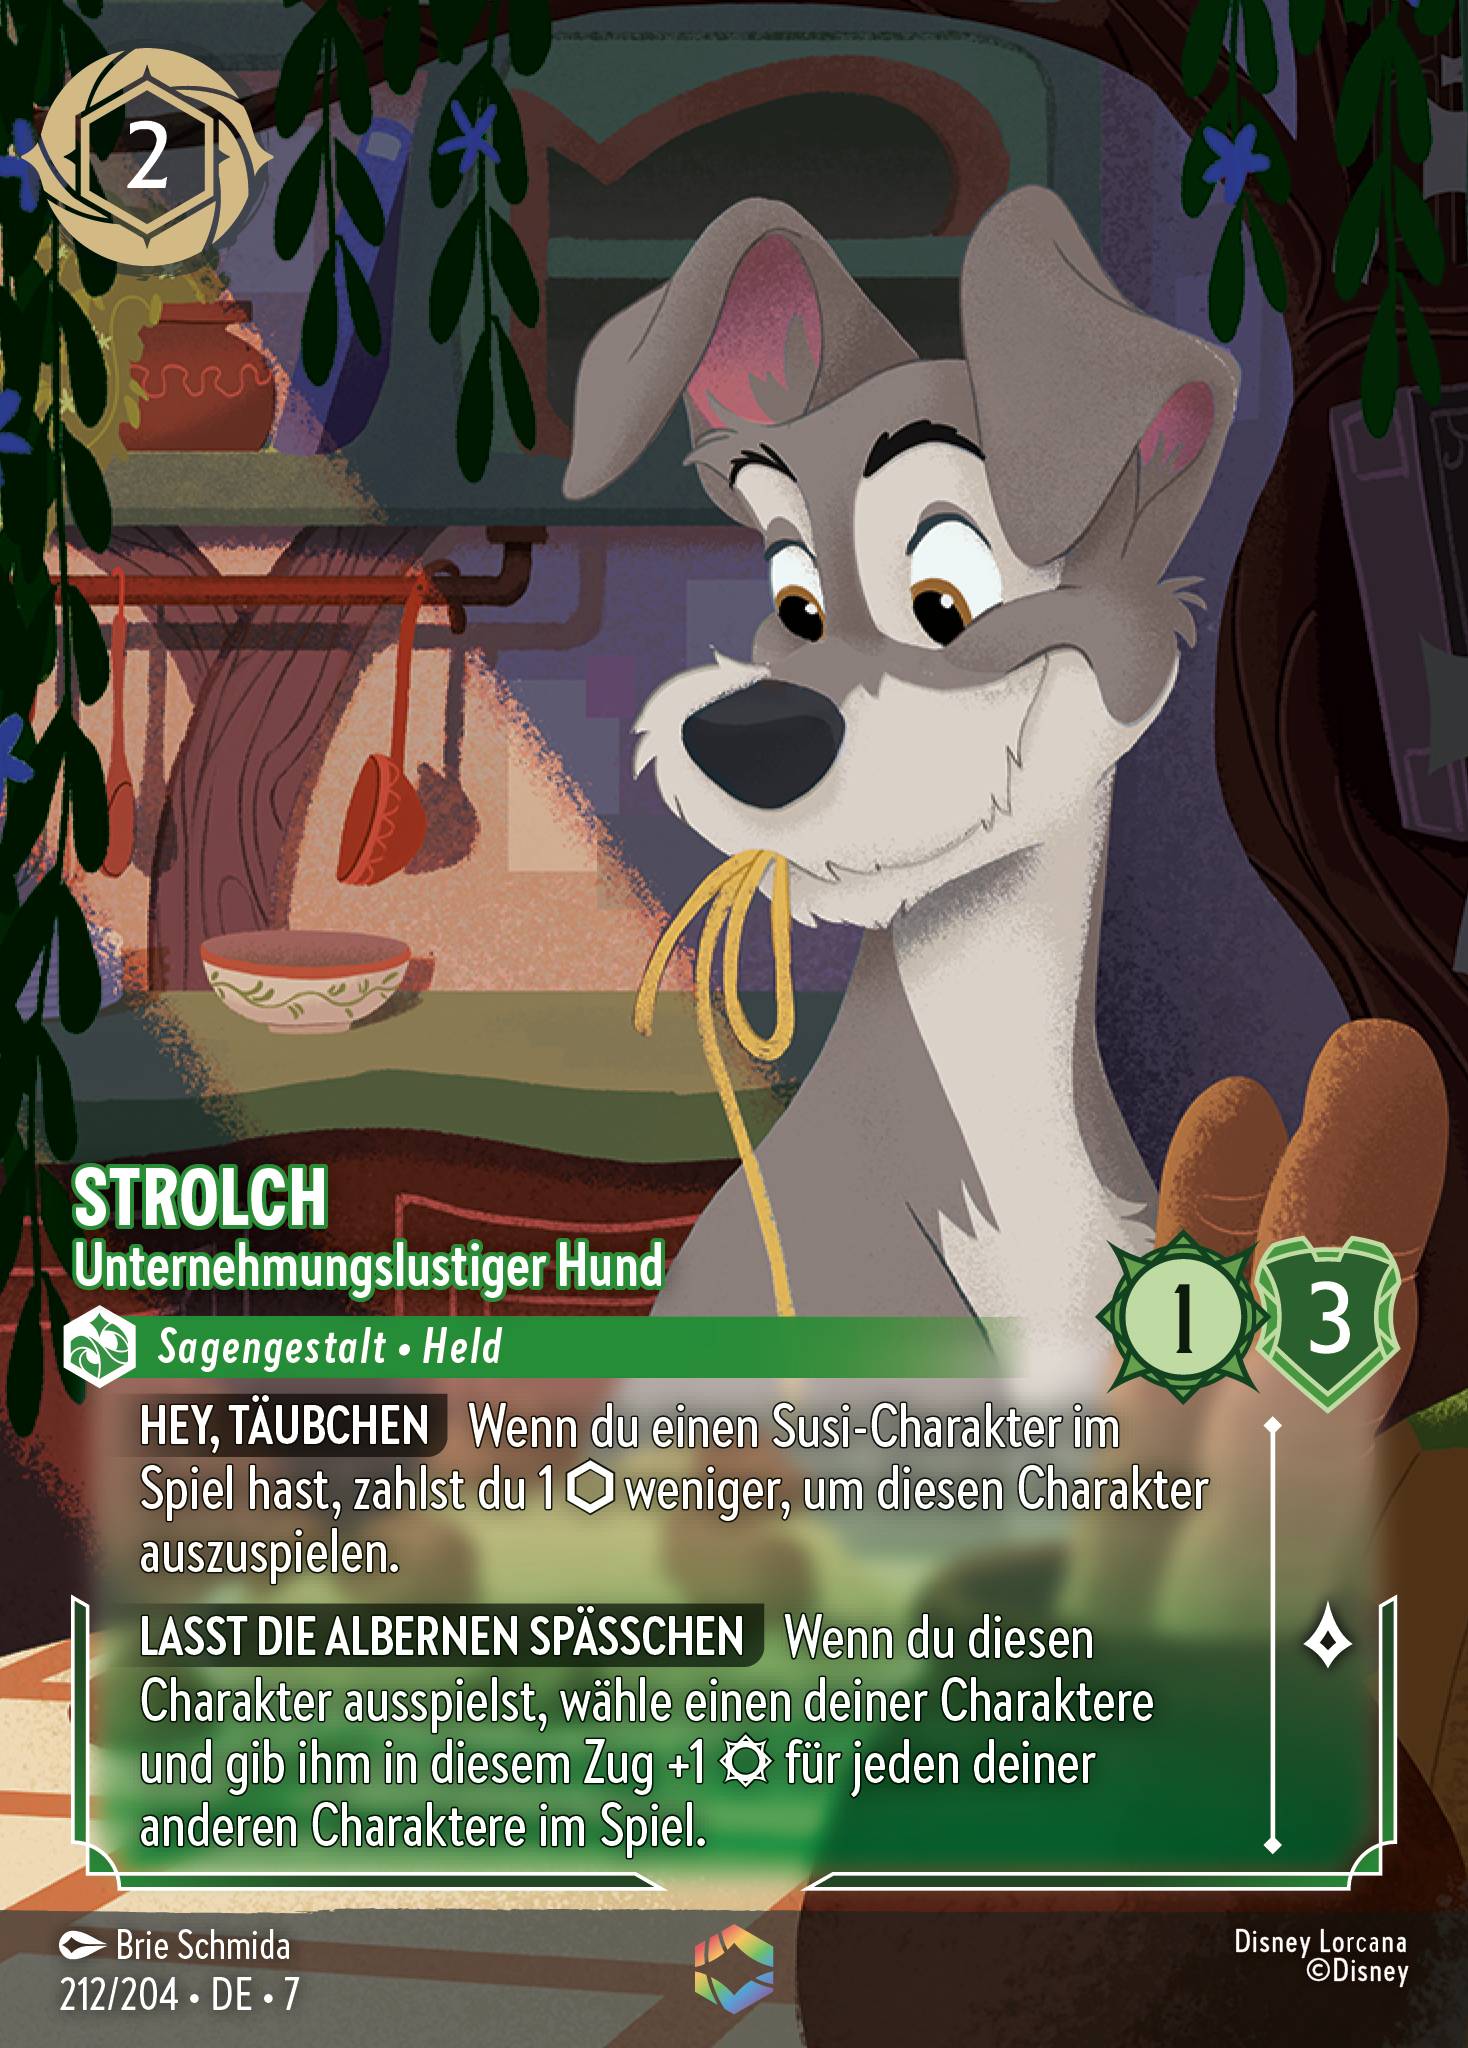 2
STROLCH
Unternehmungslustiger Hund
1 3
Sagengestalt • Held
HEY, TÄUBCHEN Wenn du einen Susi-Charakter im
Spiel hast, zahlst du 1 weniger, um diesen Charakter
auszuspielen.
LASST DIE ALBERNEN SPÄSSCHEN Wenn du diesen
Charakter ausspielst, wähle einen deiner Charaktere
und gib ihm in diesem Zug +1 für jeden deiner
anderen Charaktere im Spiel.
Brie Schmida
212/204 • DE • 7
Disney Lorcana
©Disney